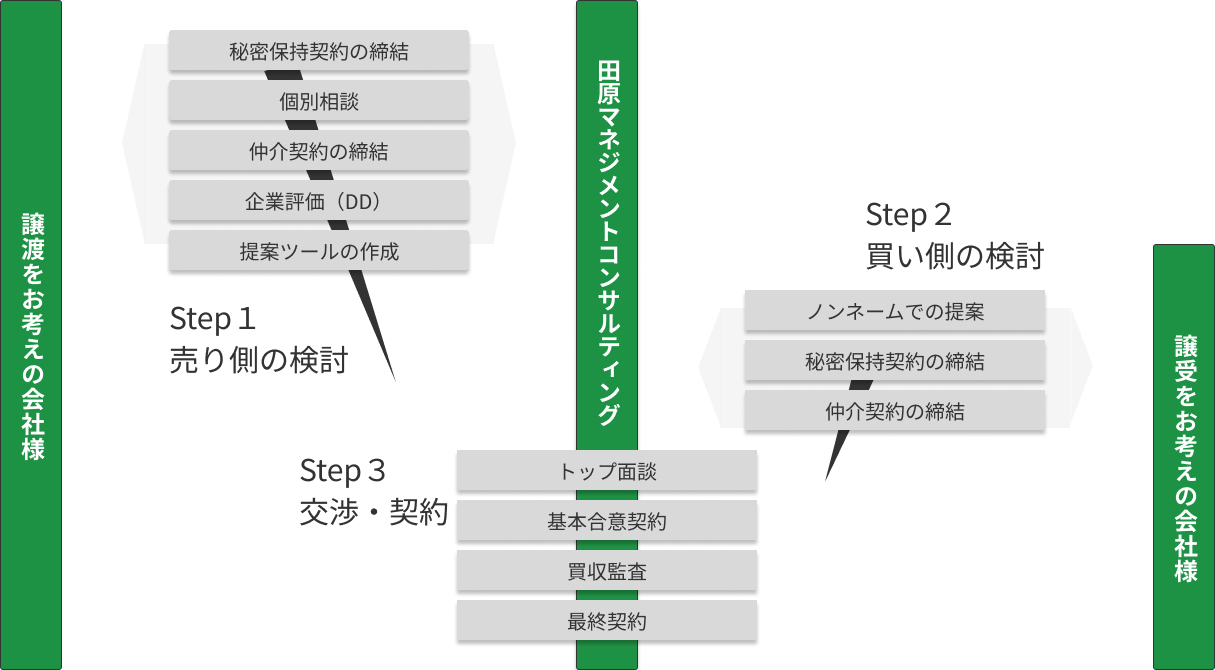 譲渡をお考えの会社様
秘密保持契約の締結
個別相談
仲介契約の締結
企業評価（DD）
提案ツールの作成
Step１
売り側の検討
田原マネジメントコンサルティング
Step２
買い側の検討
ノンネームでの提案
秘密保持契約の締結
仲介契約の締結
譲受をお考えの会社様
Step３
交渉・契約
トップ面談
基本合意契約
買収監査
最終契約